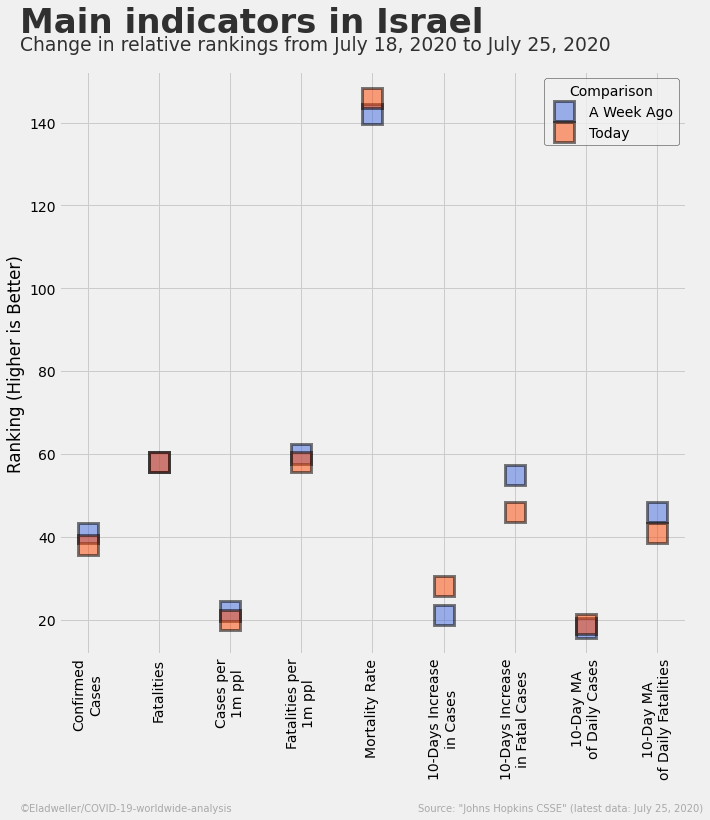 Main indicators in Israel
Change in relative rankings from July 18, 2020 to July 25, 2020
Comparison
A Week Ago
Today
Ranking (Higher is Better)
140
120
100
80
60
40
20
Confirmed
Cases
Fatalities
Cases per
1m ppl
Fatalities per
1m ppl
Mortality Rate
10-Days Increase
in Cases
10-Days Increase
in Fatal Cases
10-Day MA
of Daily Cases
10-Day MA
of Daily Fatalities
©Eladweller/COVID-19-worldwide-analysis
Source: "Johns Hopkins CSSE" (latest data: July 25, 2020)